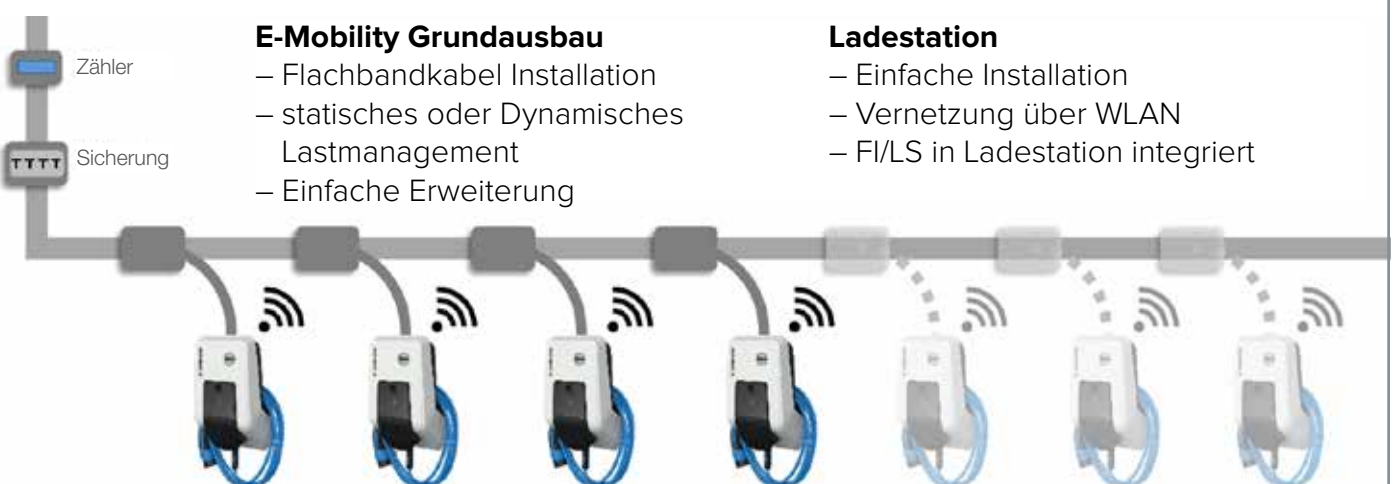 Zähler
Sicherung
E-Mobility Grundausbau
– Flachbandkabel Installation
– statisches oder Dynamisches
Lastmanagement
– Einfache Erweiterung
Ladestation
– Einfache Installation
– Vernetzung über WLAN
– FI/LS in Ladestation integriert